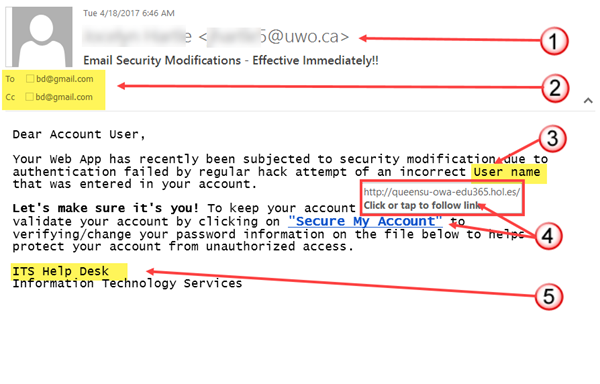 Tue 4/18/2017 6:46 AM
5@uwo.ca>
1
Email Security Modifications - Effective Immediately!!
To bd@gmail.com
2
Cc bd@gmail.com
Dear Account User,
3
Your Web App has recently been subjected to security modification due to
authentication failed by regular hack attempt of an incorrect User name
that was entered in your account.
http://queensu-owa-edu365.hol.es/
Let's make sure it's you! To keep your account
Click or tap to follow link.
validate your account by clicking on "Secure My Account" to
4
verifying/change your password information on the file below to helps
protect your account from unauthorized access.
ITS Help Desk
Information Technology Services
5